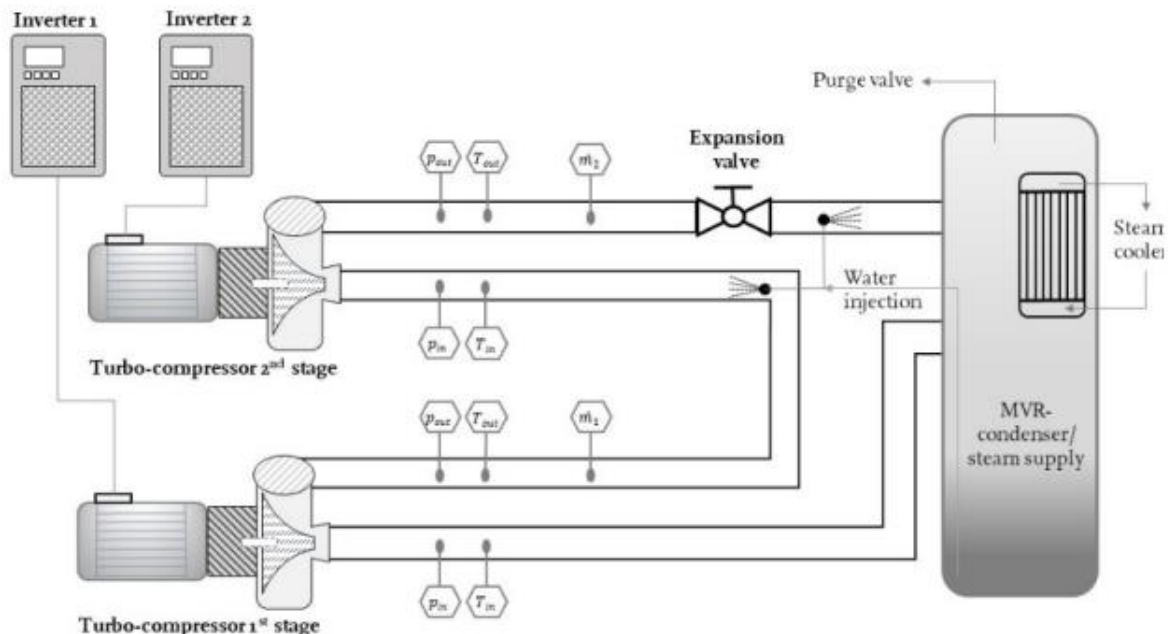 Inverter 1
Inverter 2
Purge valve
Expansion
valve
p_out
T_out
ṁ_2
Steam
cooler
Water
injection
p_in
T_in
Turbo-compressor 2nd stage
p_out
T_out
ṁ_1
MVR-
condenser/
steam supply
p_in
T_in
Turbo-compressor 1st stage